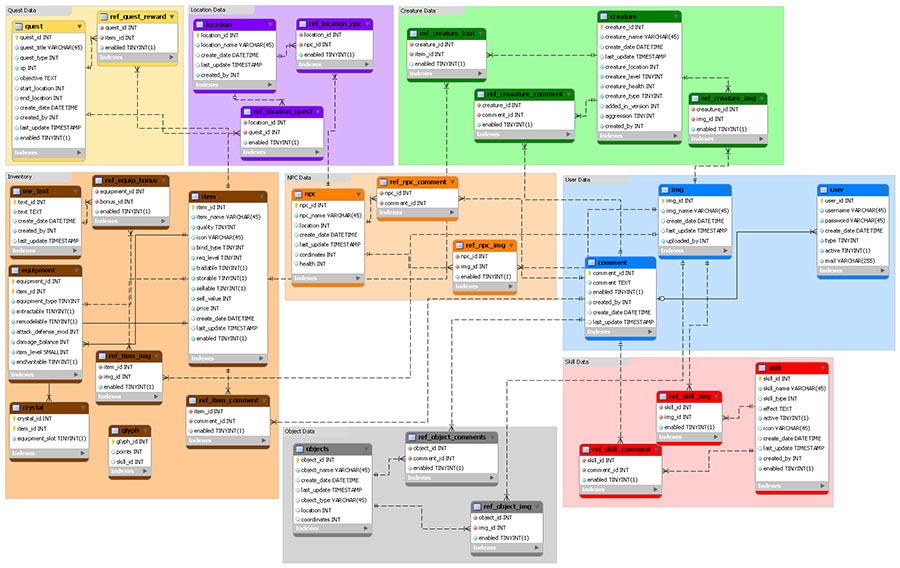 Quest Data
quest
quest_id INT
quest_title VARCHAR(45)
quest_type INT
xp INT
objective TEXT
start_location INT
end_location INT
create_date DATETIME
created_by INT
last_update TIMESTAMP
enabled TINYINT(1)
Indexes
ref_quest_reward
quest_id INT
item_id INT
enabled TINYINT(1)
Indexes
Location Data
location
location_id INT
location_name VARCHAR(45)
create_date DATETIME
last_update TIMESTAMP
created_by INT
Indexes
ref_location_npc
location_id INT
npc_id INT
enabled TINYINT(1)
Indexes
ref_location_quest
location_id INT
quest_id INT
enabled TINYINT(1)
Indexes
Creature Data
ref_creature_loot
creature_id INT
item_id INT
enabled TINYINT(1)
Indexes
ref_creauture_comment
creature_id INT
comment_id INT
enabled TINYINT(1)
Indexes
creature
creature_id INT
creature_name VARCHAR(45)
create_date DATETIME
last_update TIMESTAMP
creature_location INT
creature_level TINYINT
creature_health INT
creature_type TINYINT
added_in_version INT
aggression TINYINT
created_by INT
Indexes
ref_creature_img
creauture_id INT
img_id INT
enabled TINYINT(1)
Indexes
Inventory
inv_text
text_id INT
text TEXT
create_date DATETIME
created_by INT
last_update TIMESTAMP
Indexes
ref_equip_bonus
equipment_id INT
bonus_id INT
enabled TINYINT(1)
Indexes
item
item_id INT
item_name VARCHAR(45)
quality TINYINT
icon VARCHAR(45)
bind_type TINYINT
req_level TINYINT
tradable TINYINT(1)
storable TINYINT(1)
sellable TINYINT(1)
sell_value INT
price INT
create_date DATETIME
last_update TIMESTAMP
enabled TINYINT(1)
Indexes
equipment
equipment_id INT
item_id INT
equipment_type TINYINT
extractable TINYINT(1)
remodelable TINYINT(1)
attack_defense_mod INT
damage_balance INT
item_level SMALLINT
enchantable TINYINT(1)
Indexes
ref_item_img
item_id INT
img_id INT
enabled TINYINT(1)
Indexes
crystal
crystal_id INT
item_id INT
equipment_slot TINYINT(1)
Indexes
glyph
glyph_id INT
points INT
skill_id INT
Indexes
ref_item_comment
item_id INT
comment_id INT
enabled TINYINT(1)
Indexes
NPC Data
npc
npc_id INT
npc_name VARCHAR(45)
location INT
create_date DATETIME
last_update TIMESTAMP
cordinates INT
health INT
Indexes
ref_npc_comment
npc_id INT
comment_id INT
Indexes
ref_npc_img
npc_id INT
img_id INT
enabled TINYINT(1)
Indexes
User Data
img
img_id INT
img_name VARCHAR(45)
create_date DATETIME
last_update TIMESTAMP
uploaded_by INT
Indexes
user
user_id INT
username VARCHAR(45)
password VARCHAR(45)
create_date DATETIME
type TINYINT
active TINYINT(1)
mail VARCHAR(255)
Indexes
comment
comment_id INT
comment TEXT
enabled TINYINT(1)
created_by INT
create_date DATETIME
last_update TIMESTAMP
Indexes
Object Data
objects
object_id INT
object_name VARCHAR(45)
create_date DATETIME
last_update TIMESTAMP
object_type VARCHAR(45)
location INT
coordinates INT
Indexes
ref_object_comments
object_id INT
comment_id INT
enabled TINYINT(1)
Indexes
ref_object_img
object_id INT
img_id INT
enabled TINYINT(1)
Indexes
Skill Data
ref_skill_img
skill_id INT
img_id INT
enabled TINYINT(1)
Indexes
ref_skill_comment
skill_id INT
comment_id INT
enabled TINYINT(1)
Indexes
skill
skill_id INT
skill_name VARCHAR(45)
skill_type INT
effect TEXT
active TINYINT(1)
icon VARCHAR(45)
create_date DATETIME
last_update TIMESTAMP
created_by INT
enabled TINYINT(1)
Indexes